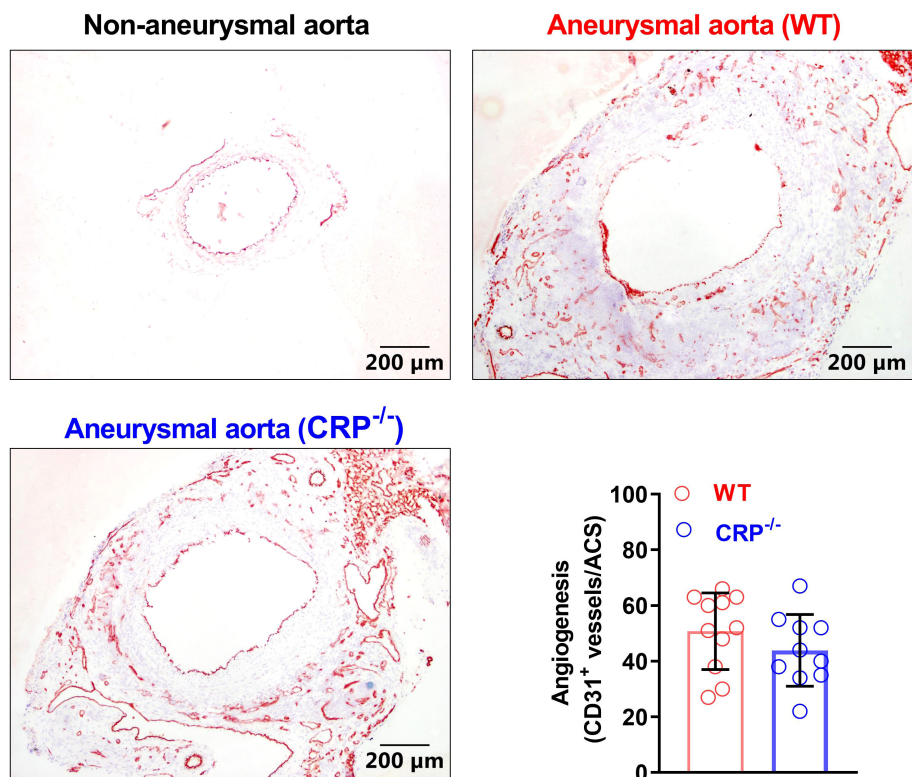 Non-aneurysmal aorta
Aneurysmal aorta (WT)
200 µm
200 µm
Aneurysmal aorta (CRP⁻/⁻)
200 µm
Angiogenesis
(CD31⁺ vessels/ACS)
100
80
60
40
20
0
WT
CRP⁻/⁻